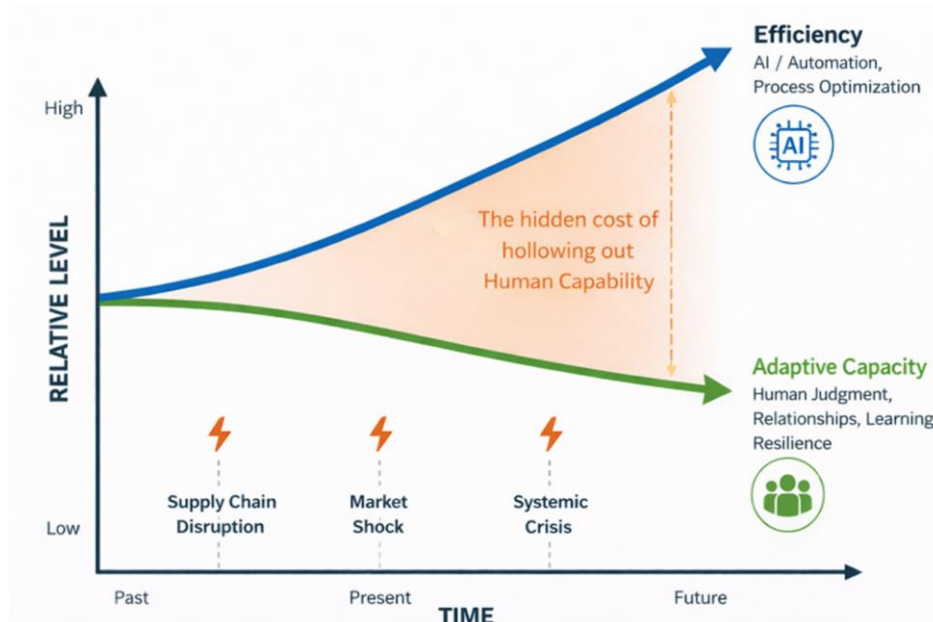 Efficiency
AI / Automation,
Process Optimization
AI
High
RELATIVE LEVEL
The hidden cost of
hollowing out
Human Capability
Adaptive Capacity
Human Judgment,
Relationships, Learning
Resilience
Supply Chain
Disruption
Market
Shock
Systemic
Crisis
Low
Past
Present
Future
TIME